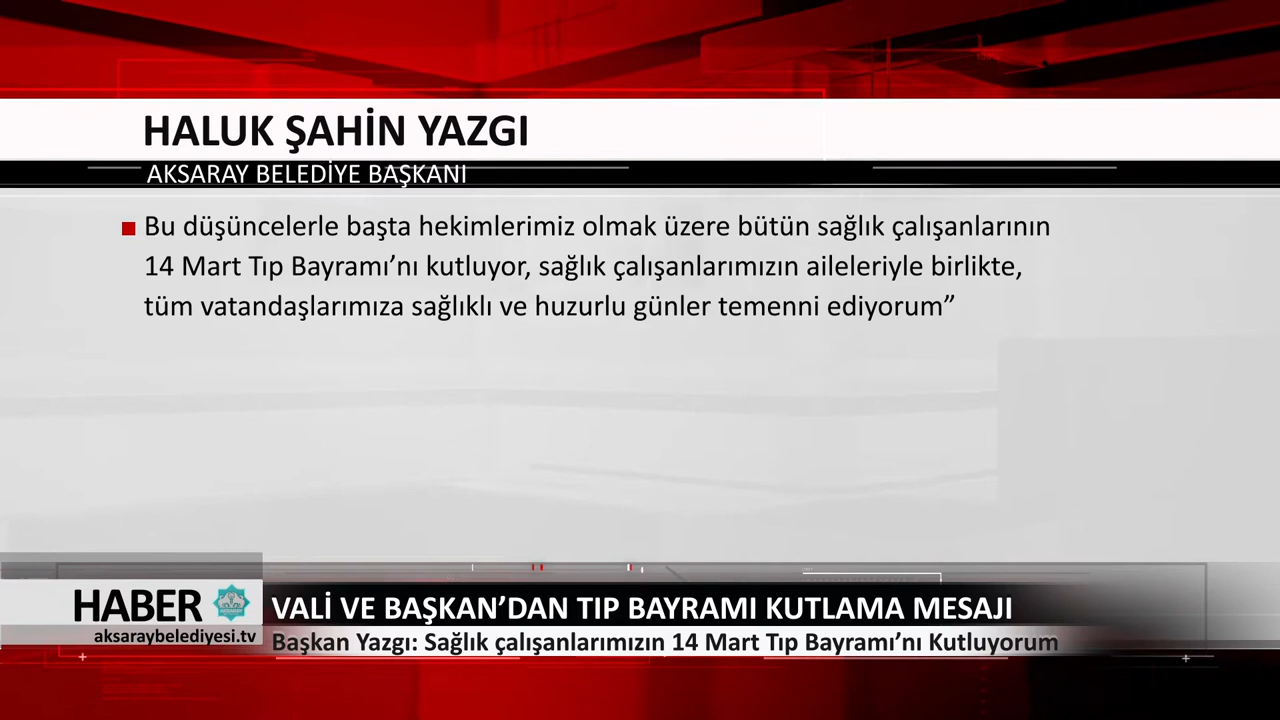 HALUK ŞAHİN YAZGI
AKSARAY BELEDİYE BAŞKANI
Bu düşüncelerle başta hekimlerimiz olmak üzere bütün sağlık çalışanlarının
14 Mart Tıp Bayramı’nı kutluyor, sağlık çalışanlarımızın aileleriyle birlikte,
tüm vatandaşlarımıza sağlıklı ve huzurlu günler temenni ediyorum”
HABER
aksaraybelediyesi.tv
VALİ VE BAŞKAN’DAN TIP BAYRAMI KUTLAMA MESAJI
Başkan Yazgı: Sağlık çalışanlarımızın 14 Mart Tıp Bayramı’nı Kutluyorum